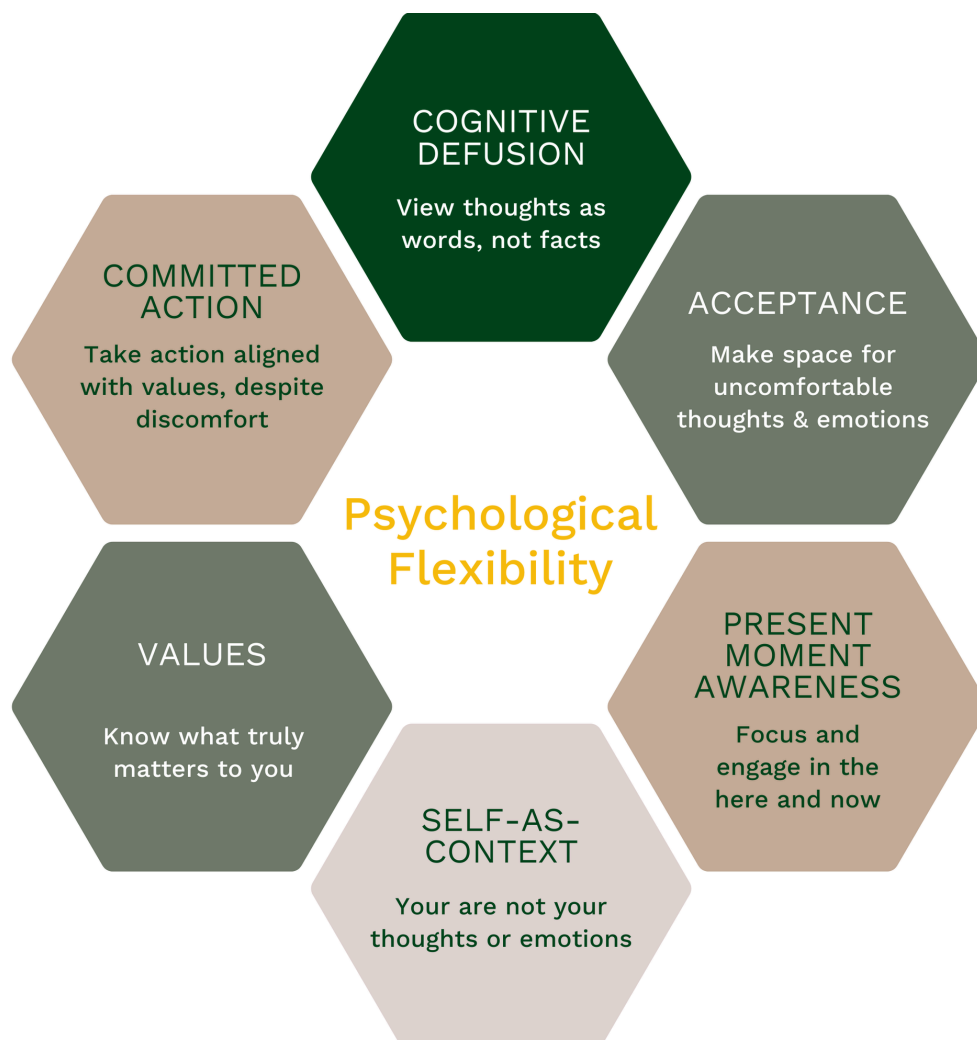 COGNITIVE
DEFUSION
View thoughts as
words, not facts
ACCEPTANCE
Make space for
uncomfortable
thoughts & emotions
PRESENT
MOMENT
AWARENESS
Focus and
engage in the
here and now
SELF-AS-
CONTEXT
Your are not your
thoughts or emotions
VALUES
Know what truly
matters to you
COMMITTED
ACTION
Take action aligned
with values, despite
discomfort
Psychological
Flexibility